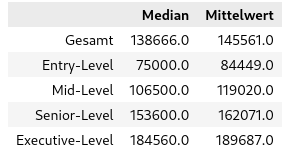 Median Mittelwert
Gesamt 138666.0 145561.0
Entry-Level 75000.0 84449.0
Mid-Level 106500.0 119020.0
Senior-Level 153600.0 162071.0
Executive-Level 184560.0 189687.0